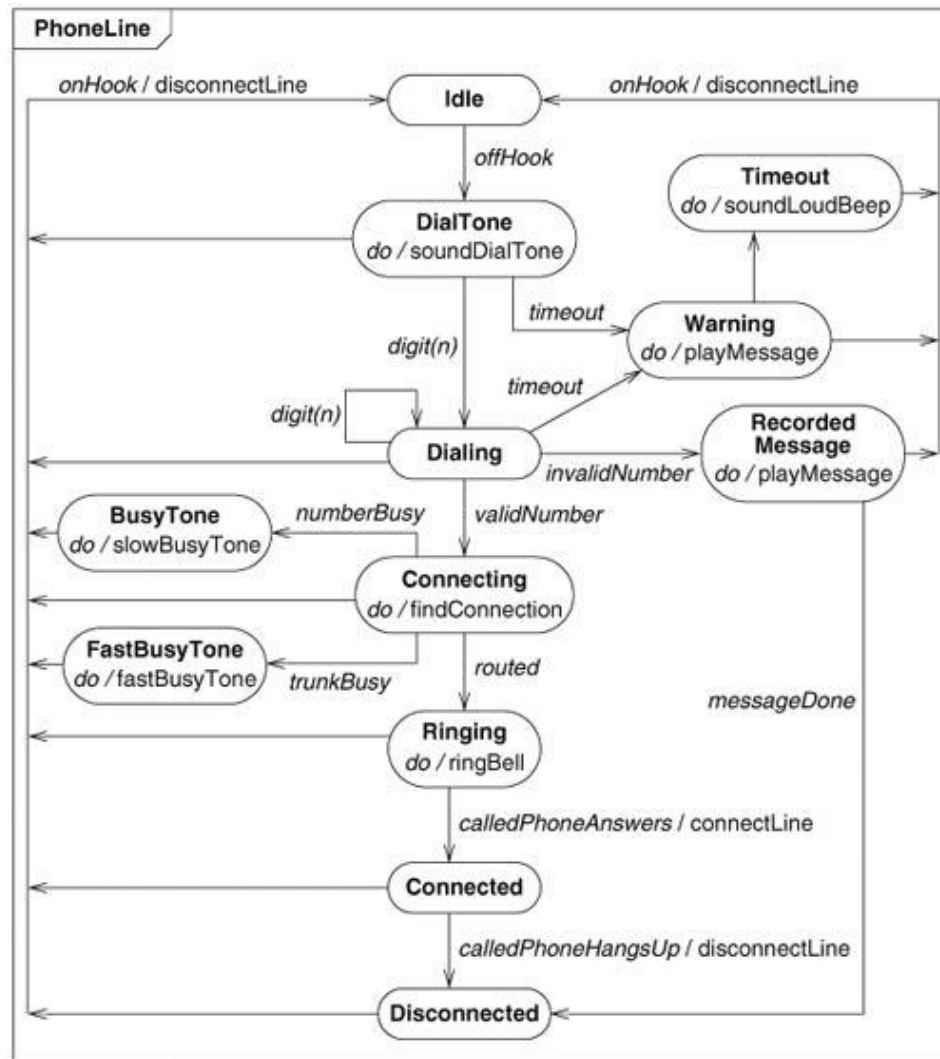 PhoneLine
onHook / disconnectLine
Idle
onHook / disconnectLine
offHook
Timeout
do / soundLoudBeep
DialTone
do / soundDialTone
timeout
Warning
do / playMessage
digit(n)
timeout
digit(n)
Dialing
invalidNumber
Recorded
Message
do / playMessage
BusyTone
do / slowBusyTone
numberBusy
validNumber
Connecting
do / findConnection
FastBusyTone
do / fastBusyTone
trunkBusy
routed
messageDone
Ringing
do / ringBell
calledPhoneAnswers / connectLine
Connected
calledPhoneHangsUp / disconnectLine
Disconnected